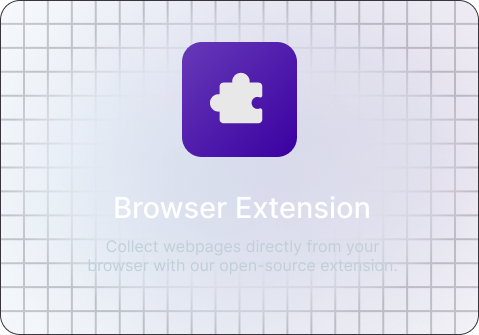 Browser Extension
Collect webpages directly from your
browser with our open-source extension.